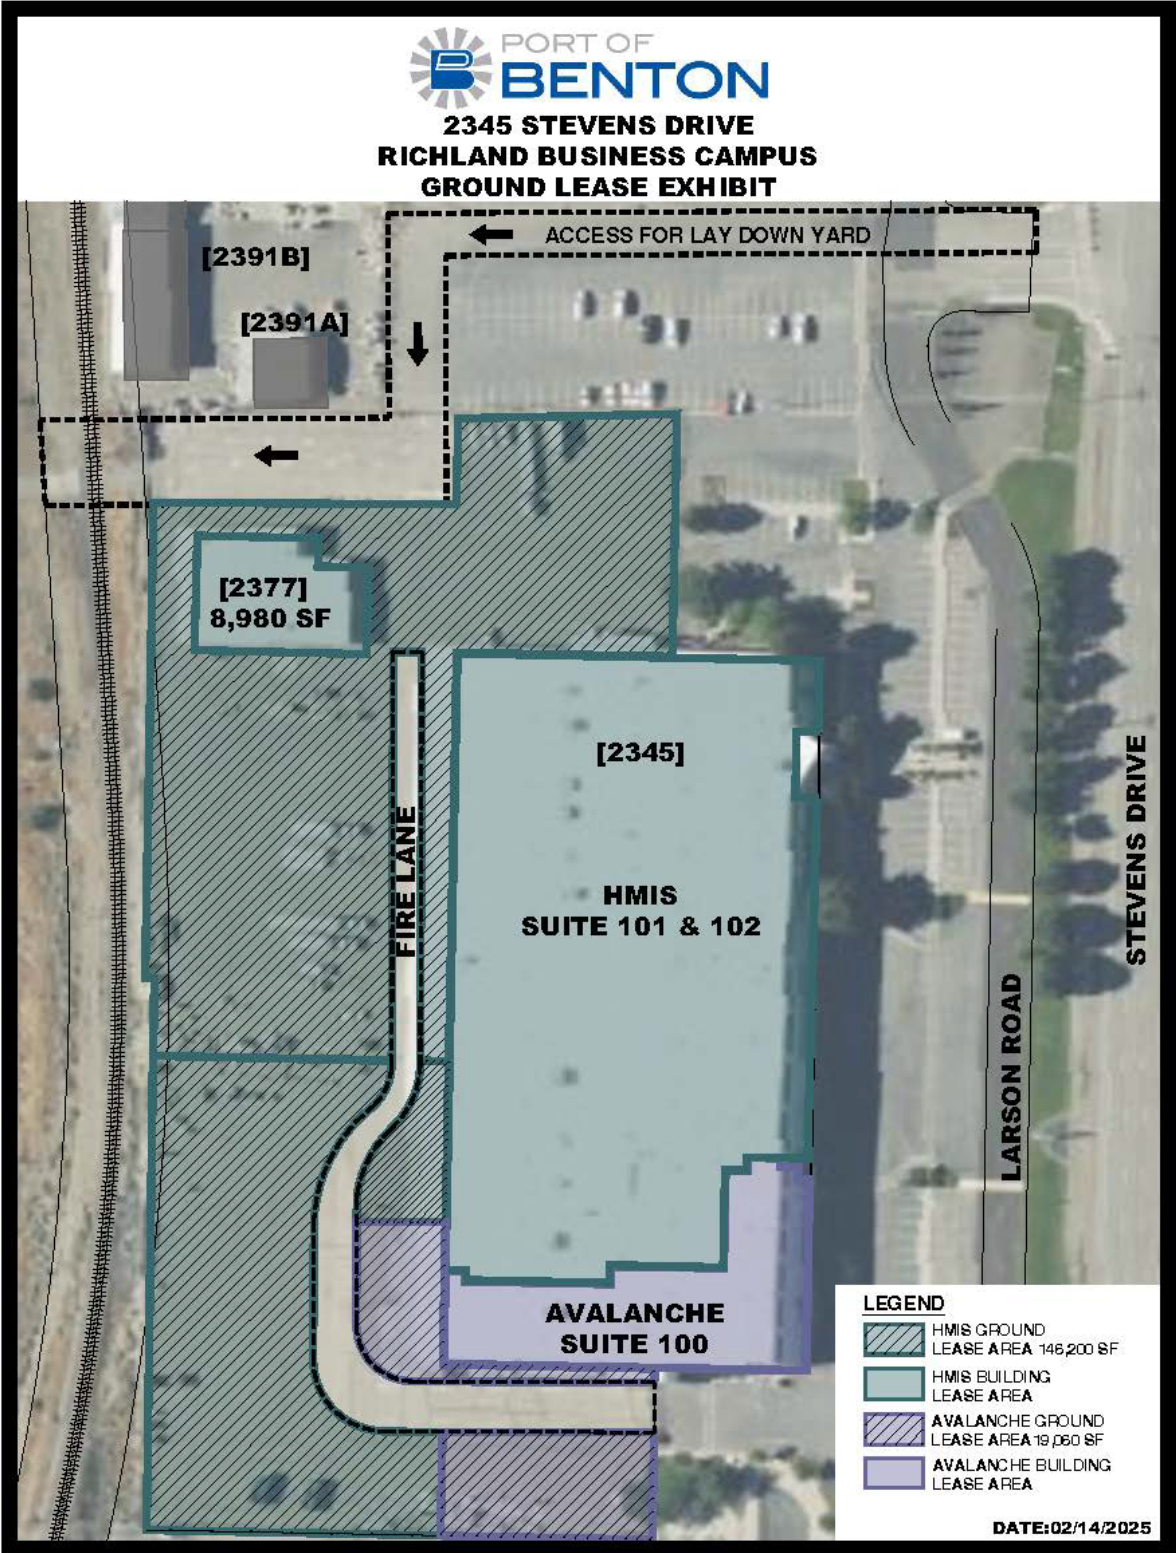 PORT OF
BENTON
2345 STEVENS DRIVE
RICHLAND BUSINESS CAMPUS
GROUND LEASE EXHIBIT
ACCESS FOR LAY DOWN YARD
[2391B]
[2391A]
[2377]
8,980 SF
[2345]
FIRE LANE
HMIS
SUITE 101 & 102
STEVENS DRIVE
LARSON ROAD
AVALANCHE
SUITE 100
LEGEND
HMIS GROUND
LEASE AREA 146,200 SF
HMIS BUILDING
LEASE AREA
AVALANCHE GROUND
LEASE AREA 19,060 SF
AVALANCHE BUILDING
LEASE AREA
DATE:02/14/2025